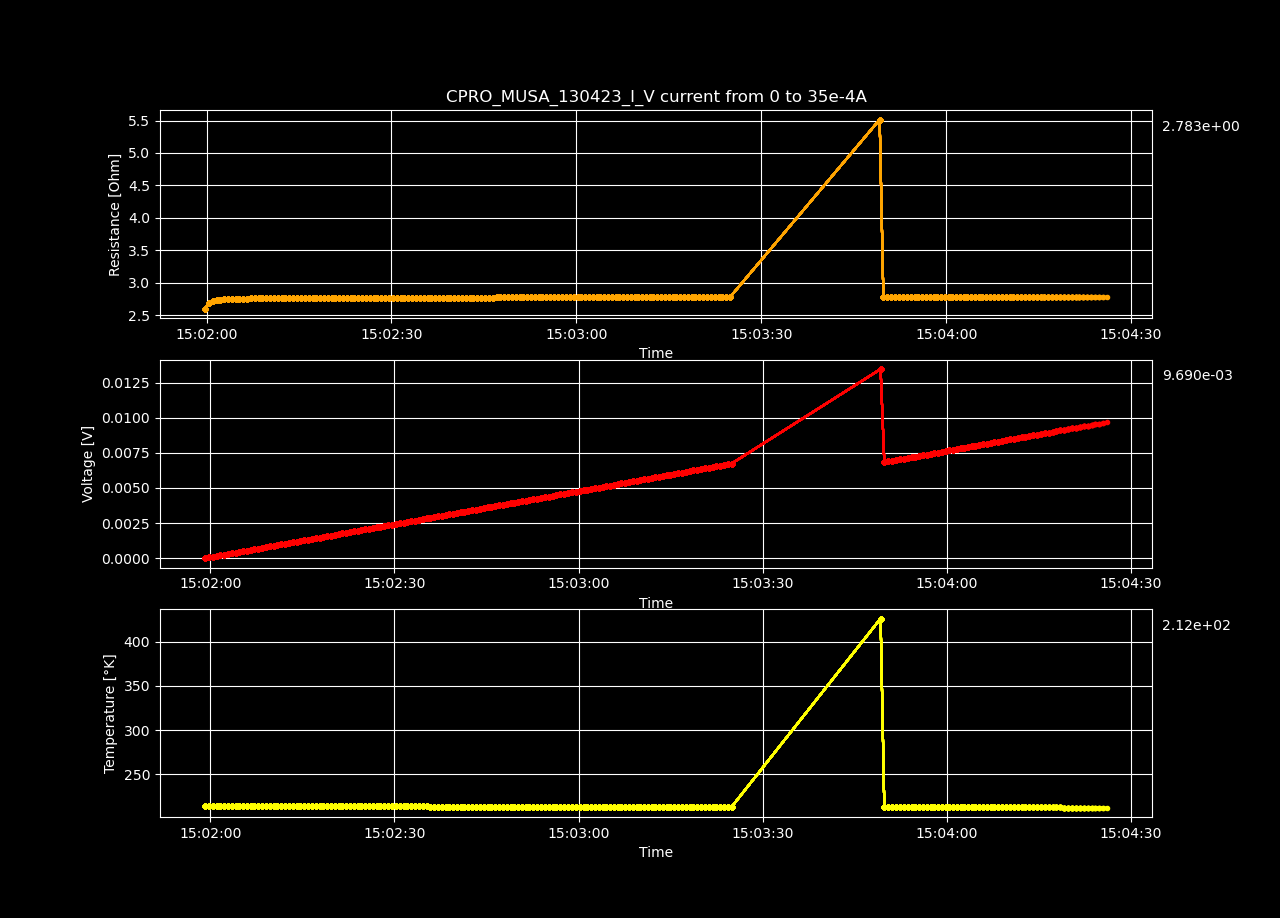 CPRO_MUSA_130423_I_V current from 0 to 35e-4A
5.5
5.0
4.5
4.0
3.5
3.0
2.5
Resistance [Ohm]
2.783e+00
15:02:00 15:02:30 15:03:00 15:03:30 15:04:00 15:04:30
Time
0.0125
0.0100
0.0075
0.0050
0.0025
0.0000
Voltage [V]
9.690e-03
15:02:00 15:02:30 15:03:00 15:03:30 15:04:00 15:04:30
Time
400
350
300
250
Temperature [°K]
2.12e+02
15:02:00 15:02:30 15:03:00 15:03:30 15:04:00 15:04:30
Time